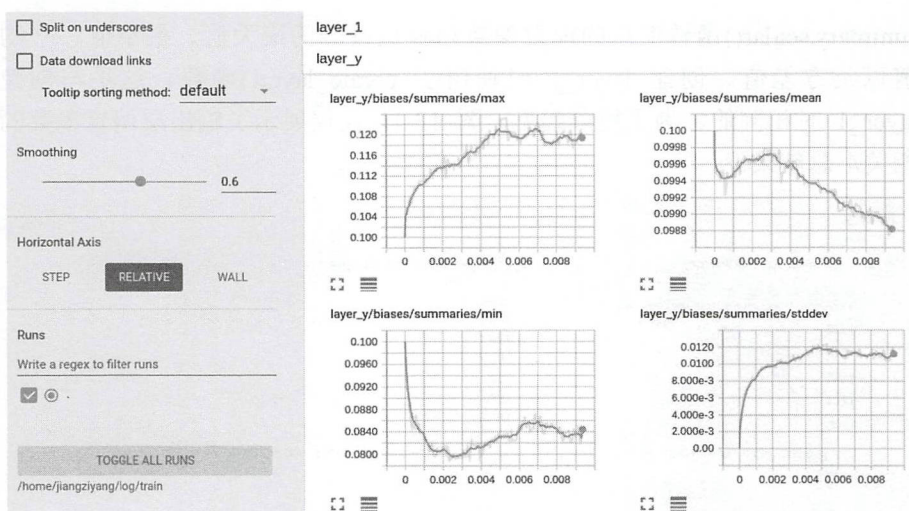 Split on underscores
Data download links
Tooltip sorting method: default
Smoothing
0.6
Horizontal Axis
STEP RELATIVE WALL
Runs
Write a regex to filter runs
.
TOGGLE ALL RUNS
/home/jiangziyang/log/train
layer_1
layer_y
layer_y/biases/summaries/max
0.120
0.116
0.112
0.108
0.104
0.100
0 0.002 0.004 0.006 0.008
layer_y/biases/summaries/mean
0.100
0.0998
0.0996
0.0994
0.0992
0.0990
0.0988
0 0.002 0.004 0.006 0.008
layer_y/biases/summaries/min
0.100
0.0960
0.0920
0.0880
0.0840
0.0800
0 0.002 0.004 0.006 0.008
layer_y/biases/summaries/stddev
0.0120
0.0100
8.000e-3
6.000e-3
4.000e-3
2.000e-3
0.00
0 0.002 0.004 0.006 0.008